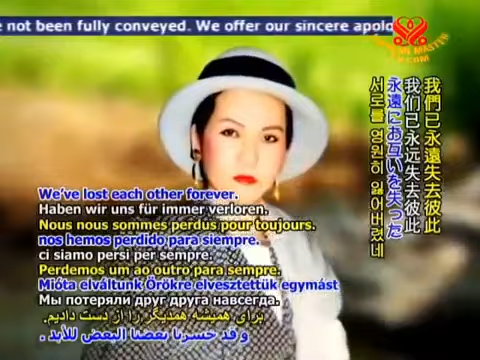 e not been fully conveyed. We offer our sincere apolo
MASTER
我們已永遠失去彼此
我们已永远失去彼此
永遠にお互いを失った
서로를 영원히 잃어버렸네
We've lost each other forever.
Haben wir uns für immer verloren.
Nous nous sommes perdus pour toujours.
nos hemos perdido para siempre.
ci siamo persi per sempre.
Perdemos um ao outro para sempre.
Mióta elváltunk Örökre elvesztettük egymást
Мы потеряли друг друга навсегда.
برای همیشه همدیگر را از دست دادیم.
و قد خسرنا بعضنا البعض للأبد .